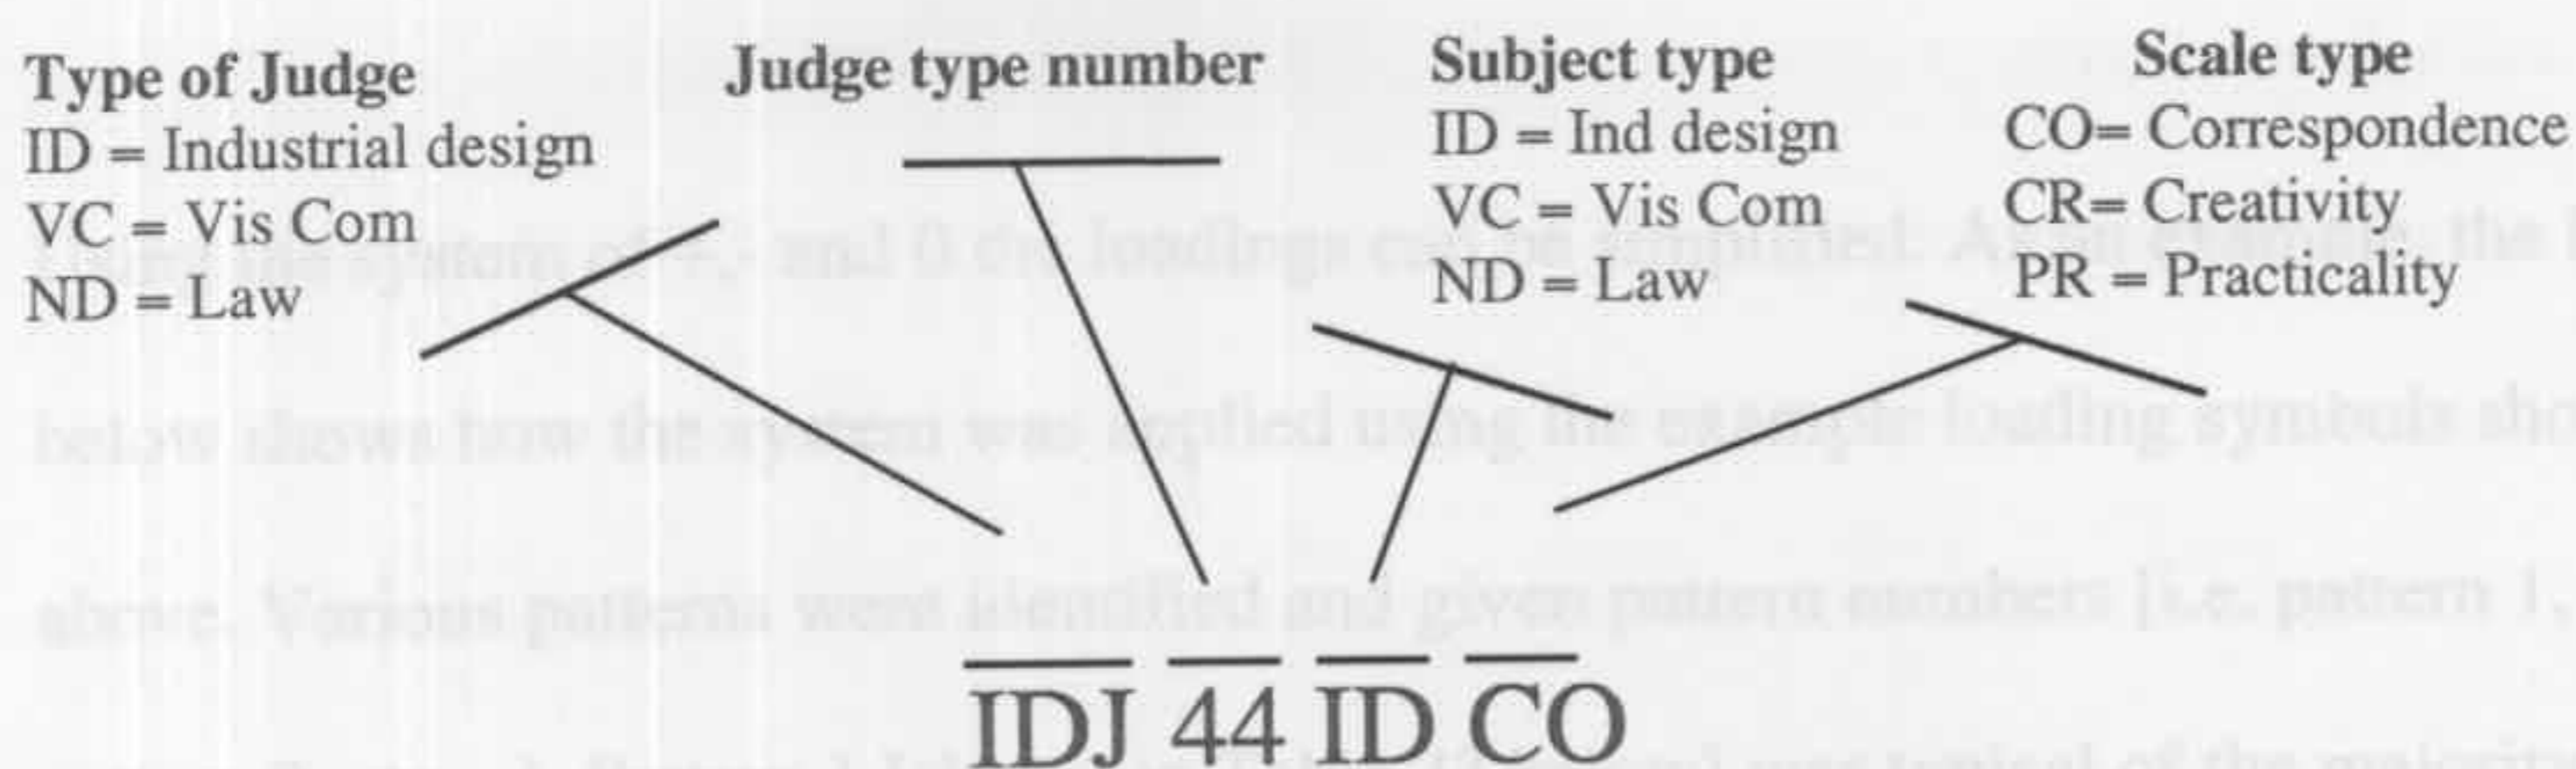 Type of Judge
ID = Industrial design
VC = Vis Com
ND = Law
Judge type number
Subject type
ID = Ind design
VC = Vis Com
ND = Law
Scale type
CO= Correspondence
CR= Creativity
PR = Practicality
IDJ 44 ID CO